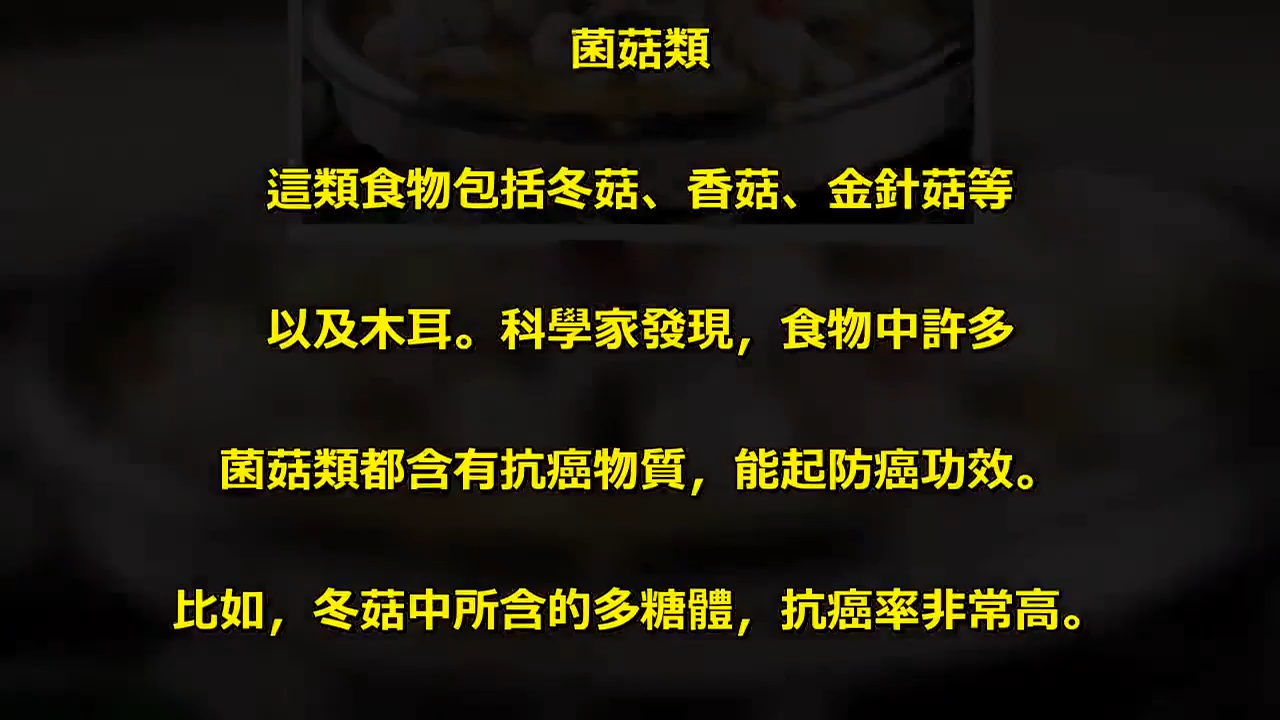 菌菇類
這類食物包括冬菇、香菇、金針菇等
以及木耳。科學家發現，食物中許多
菌菇類都含有抗癌物質，能起防癌功效。
比如，冬菇中所含的多糖體，抗癌率非常高。